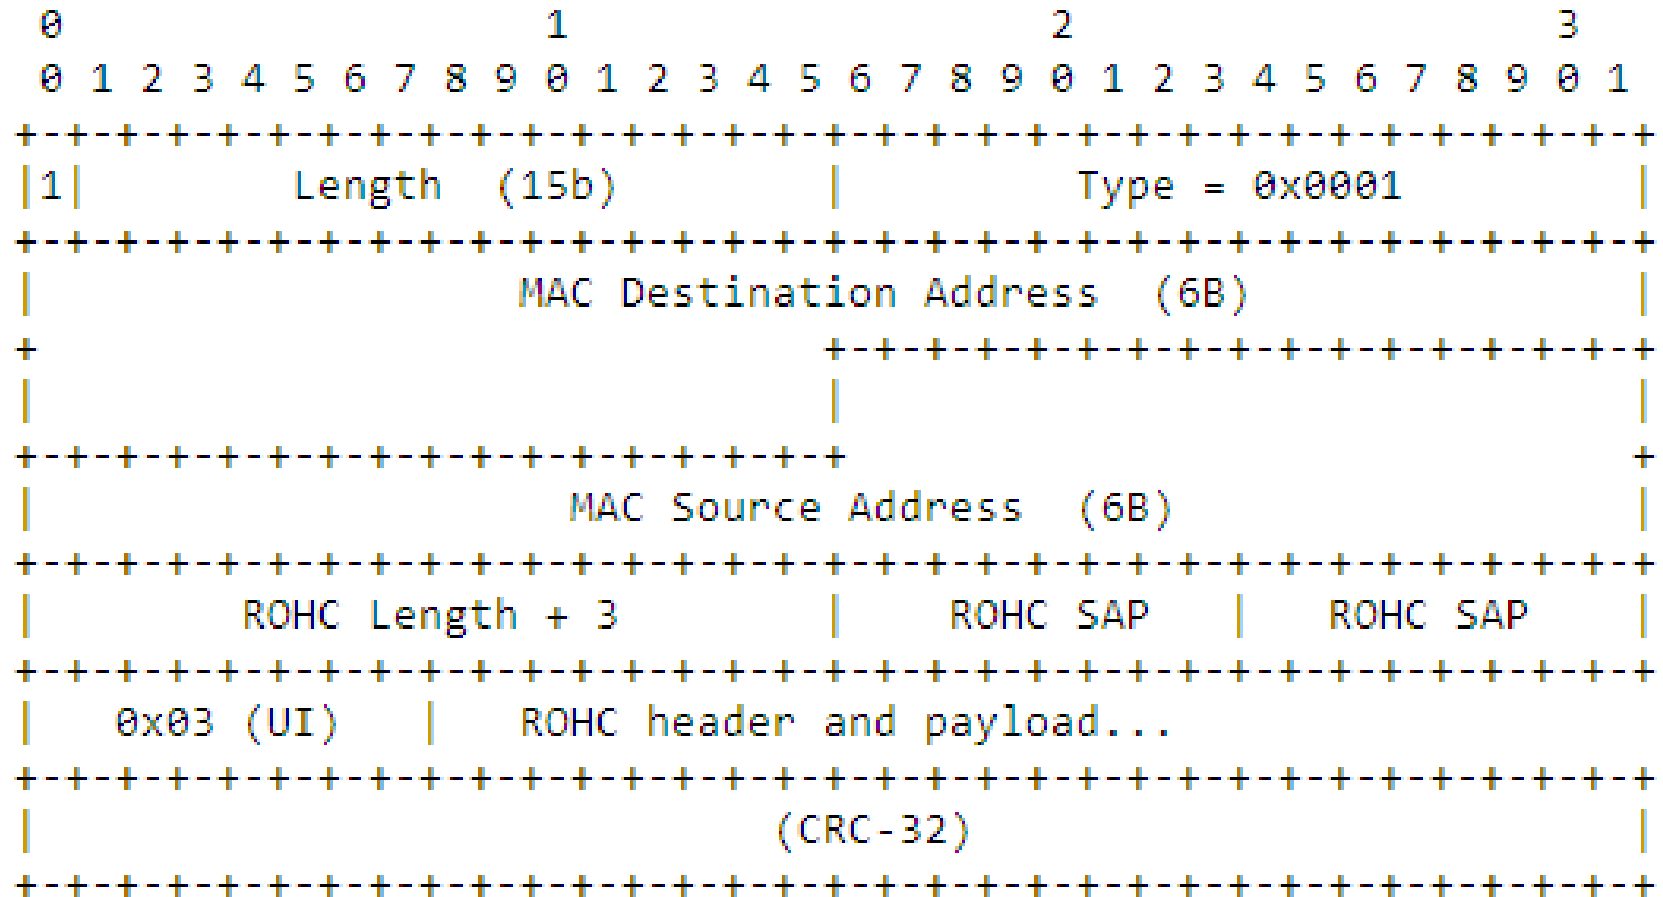 0                   1                   2                   3
 0 1 2 3 4 5 6 7 8 9 0 1 2 3 4 5 6 7 8 9 0 1 2 3 4 5 6 7 8 9 0 1
+-+-+-+-+-+-+-+-+-+-+-+-+-+-+-+-+-+-+-+-+-+-+-+-+-+-+-+-+-+-+-+-+
|1|        Length  (15b)        |         Type = 0x0001         |
+-+-+-+-+-+-+-+-+-+-+-+-+-+-+-+-+-+-+-+-+-+-+-+-+-+-+-+-+-+-+-+-+
|                   MAC Destination Address  (6B)               |
+                               +-+-+-+-+-+-+-+-+-+-+-+-+-+-+-+-+
|                               |                               |
+-+-+-+-+-+-+-+-+-+-+-+-+-+-+-+-+                               +
|                     MAC Source Address  (6B)                  |
+-+-+-+-+-+-+-+-+-+-+-+-+-+-+-+-+-+-+-+-+-+-+-+-+-+-+-+-+-+-+-+-+
|        ROHC Length + 3        |    ROHC SAP   |   ROHC SAP    |
+-+-+-+-+-+-+-+-+-+-+-+-+-+-+-+-+-+-+-+-+-+-+-+-+-+-+-+-+-+-+-+-+
|   0x03 (UI)   |   ROHC header and payload...
+-+-+-+-+-+-+-+-+-+-+-+-+-+-+-+-+-+-+-+-+-+-+-+-+-+-+-+-+-+-+-+-+
|                             (CRC-32)                          |
+-+-+-+-+-+-+-+-+-+-+-+-+-+-+-+-+-+-+-+-+-+-+-+-+-+-+-+-+-+-+-+-+